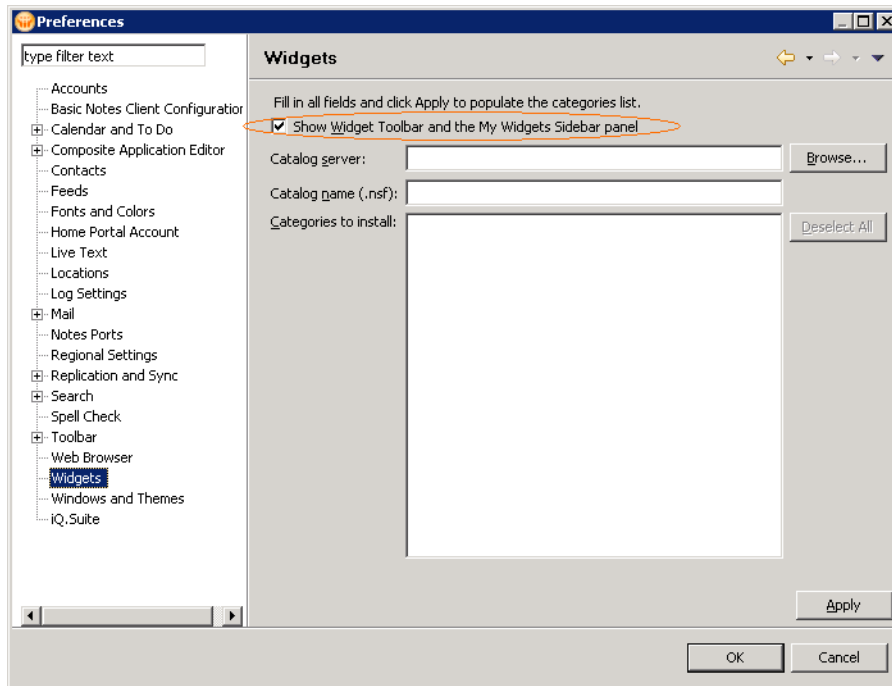 Preferences
type filter text
Accounts
Basic Notes Client Configuration
Calendar and To Do
Composite Application Editor
Contacts
Feeds
Fonts and Colors
Home Portal Account
Live Text
Locations
Log Settings
Mail
Notes Ports
Regional Settings
Replication and Sync
Search
Spell Check
Toolbar
Web Browser
Widgets
Windows and Themes
iQ.Suite
Widgets
Fill in all fields and click Apply to populate the categories list.
Show Widget Toolbar and the My Widgets Sidebar panel
Catalog server:
Browse...
Catalog name (.nsf):
Categories to install:
Deselect All
Apply
OK
Cancel